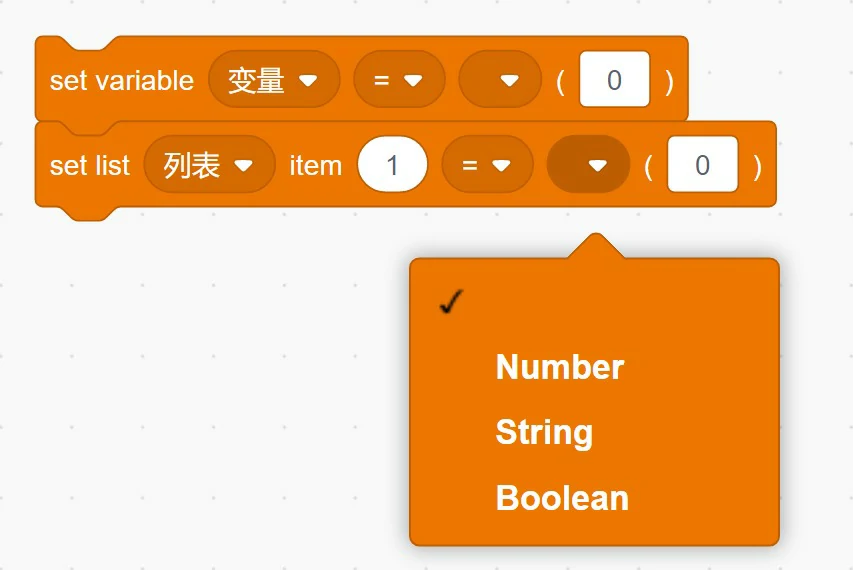 set variable 变量 = ( 0 )
set list 列表 item 1 = ( 0 )
✓
Number
String
Boolean